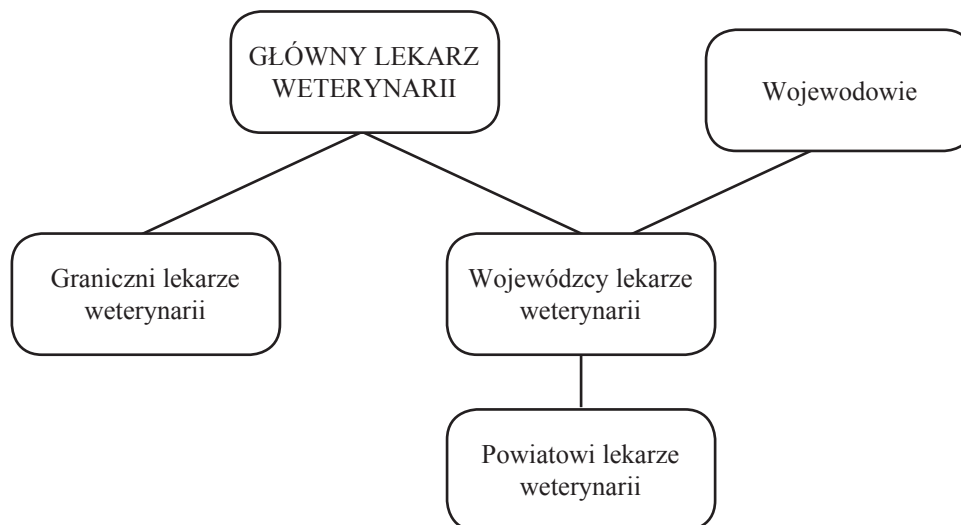 GŁÓWNY LEKARZ
WETERYNARII
Wojewodowie
Graniczni lekarze
weterynarii
Wojewódzcy lekarze
weterynarii
Powiatowi lekarze
weterynarii